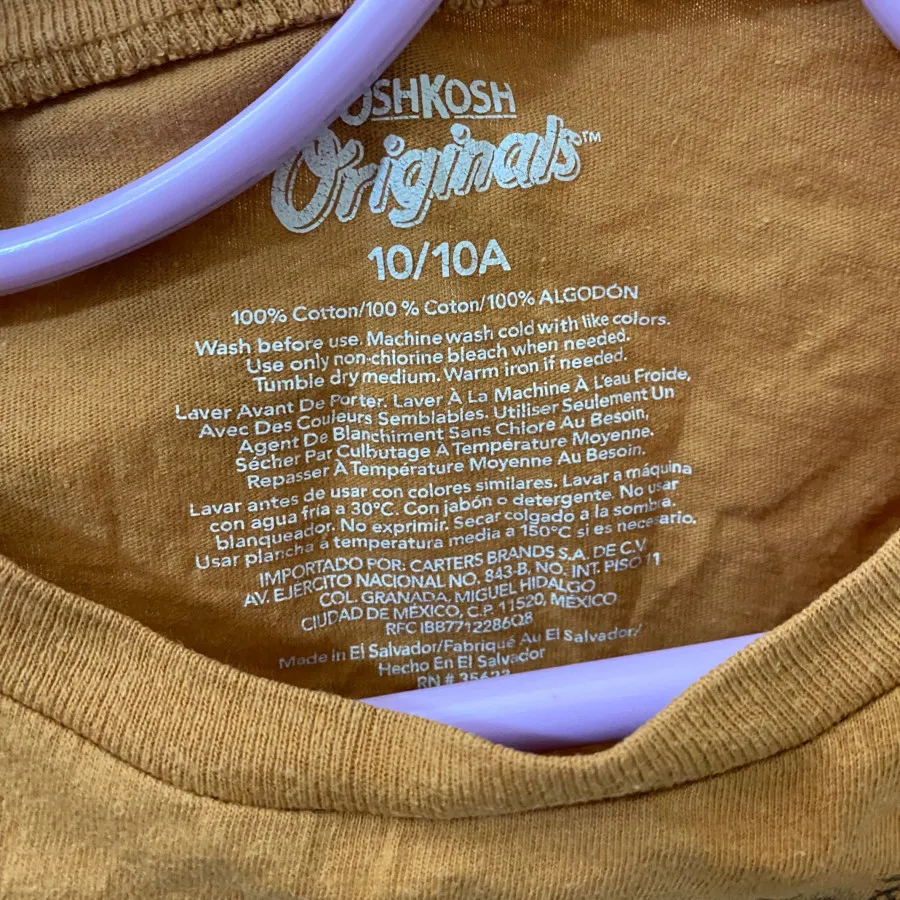 OSHKOSH
Originals™
10/10A
100% Cotton/100 % Coton/100% ALGODÓN
Wash before use. Machine wash cold with like colors.
Use only non-chlorine bleach when needed.
Tumble dry medium. Warm iron if needed.
Laver Avant De Porter. Laver À La Machine À L'eau Froide,
Avec Des Couleurs Semblables. Utiliser Seulement Un
Agent De Blanchiment Sans Chlore Au Besoin.
Sécher Par Culbutage À Température Moyenne.
Repasser À Température Moyenne Au Besoin.
Lavar antes de usar con colores similares. Lavar a máquina
con agua fría a 30°C. Con jabón o detergente. No usar
blanqueador. No exprimir. Secar colgado a la sombra.
Usar plancha a temperatura media a 150°C si es necesario.
IMPORTADO POR: CARTERS BRANDS S.A. DE C.V.
AV. EJÉRCITO NACIONAL NO. 843-B, NO. INT. PISO 11
COL. GRANADA, MIGUEL HIDALGO
CIUDAD DE MÉXICO, C.P. 11520, MÉXICO
RFC IBB7712286Q8
Made in El Salvador/Fabriqué Au El Salvador/
Hecho En El Salvador
RN #